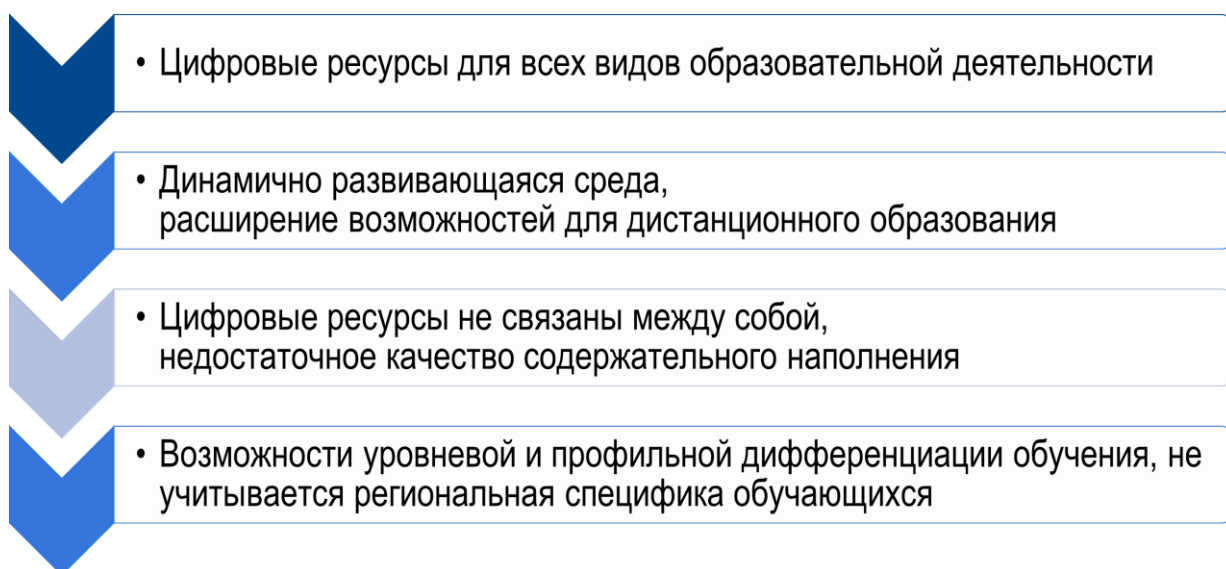 • Цифровые ресурсы для всех видов образовательной деятельности
• Динамично развивающаяся среда,
расширение возможностей для дистанционного образования
• Цифровые ресурсы не связаны между собой,
недостаточное качество содержательного наполнения
• Возможности уровневой и профильной дифференциации обучения, не
учитывается региональная специфика обучающихся